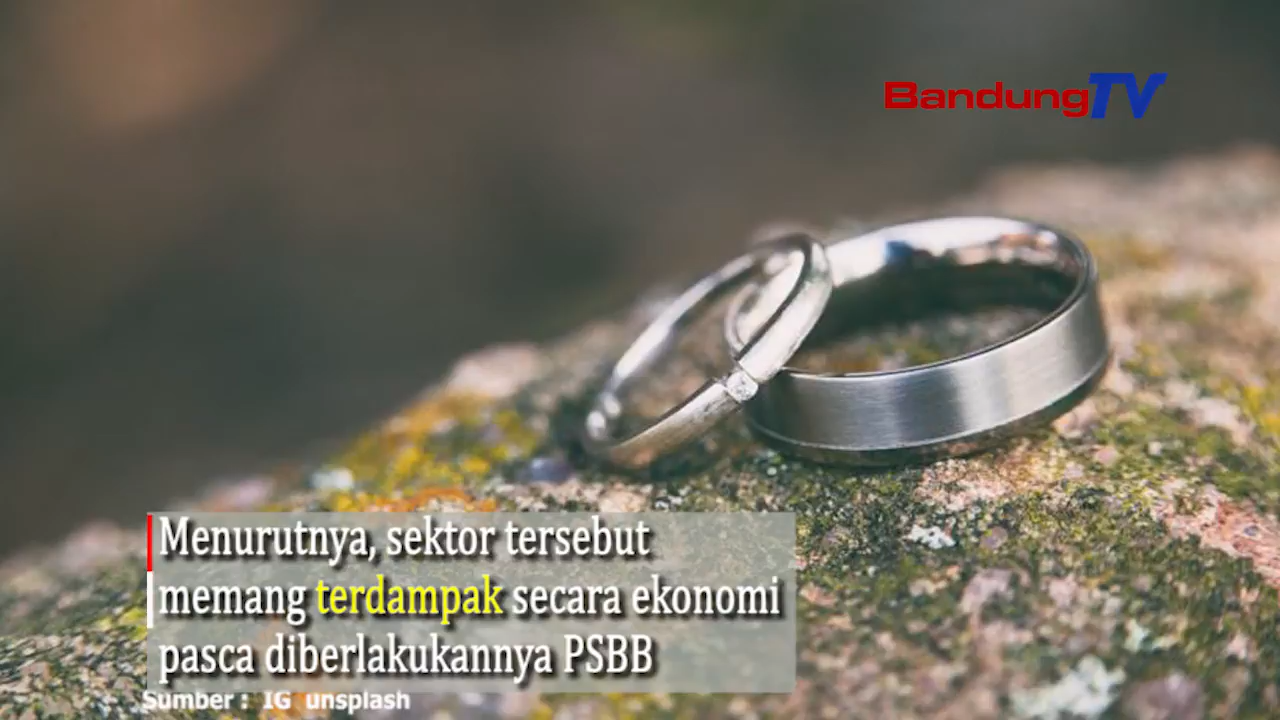 BandungTV
Menurutnya, sektor tersebut
memang terdampak secara ekonomi
pasca diberlakukannya PSBB
Sumber : IG unsplash